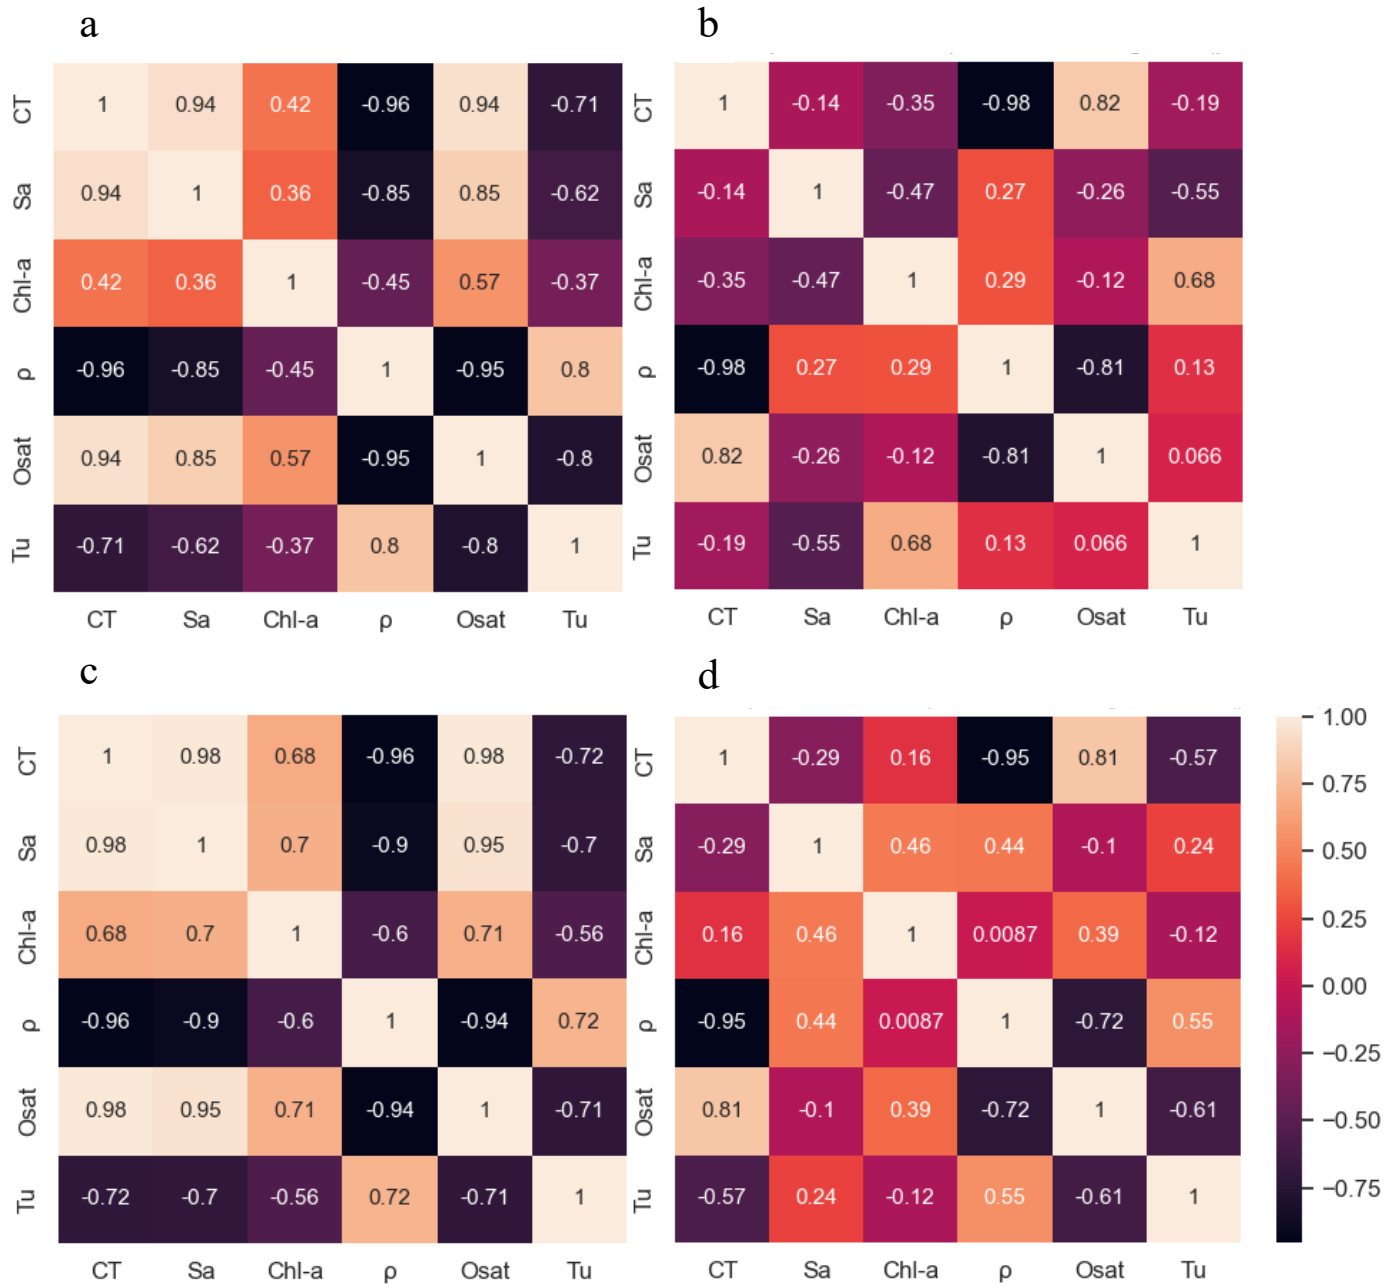 a
CT 1 0.94 0.42 -0.96 0.94 -0.71
Sa 0.94 1 0.36 -0.85 0.85 -0.62
Chl-a 0.42 0.36 1 -0.45 0.57 -0.37
ρ -0.96 -0.85 -0.45 1 -0.95 0.8
Osat 0.94 0.85 0.57 -0.95 1 -0.8
Tu -0.71 -0.62 -0.37 0.8 -0.8 1
CT Sa Chl-a ρ Osat Tu
b
CT 1 -0.14 -0.35 -0.98 0.82 -0.19
Sa -0.14 1 -0.47 0.27 -0.26 -0.55
Chl-a -0.35 -0.47 1 0.29 -0.12 0.68
ρ -0.98 0.27 0.29 1 -0.81 0.13
Osat 0.82 -0.26 -0.12 -0.81 1 0.066
Tu -0.19 -0.55 0.68 0.13 0.066 1
CT Sa Chl-a ρ Osat Tu
c
CT 1 0.98 0.68 -0.96 0.98 -0.72
Sa 0.98 1 0.7 -0.9 0.95 -0.7
Chl-a 0.68 0.7 1 -0.6 0.71 -0.56
ρ -0.96 -0.9 -0.6 1 -0.94 0.72
Osat 0.98 0.95 0.71 -0.94 1 -0.71
Tu -0.72 -0.7 -0.56 0.72 -0.71 1
CT Sa Chl-a ρ Osat Tu
d
CT 1 -0.29 0.16 -0.95 0.81 -0.57
Sa -0.29 1 0.46 0.44 -0.1 0.24
Chl-a 0.16 0.46 1 0.0087 0.39 -0.12
ρ -0.95 0.44 0.0087 1 -0.72 0.55
Osat 0.81 -0.1 0.39 -0.72 1 -0.61
Tu -0.57 0.24 -0.12 0.55 -0.61 1
CT Sa Chl-a ρ Osat Tu
1.00
0.75
0.50
0.25
0.00
−0.25
−0.50
−0.75